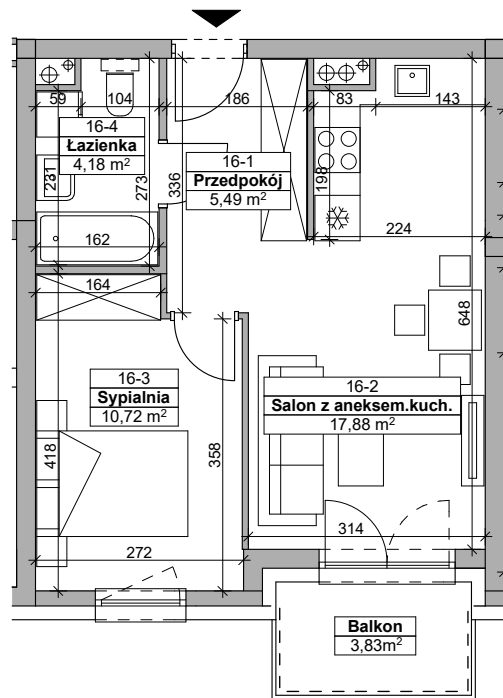 59
104
186
83
143
16-4
Łazienka
4,18 m²
16-1
Przedpokój
5,49 m²
231
273
336
198
162
224
164
648
16-3
Sypialnia
10,72 m²
16-2
Salon z aneksem.kuch.
17,88 m²
418
358
314
272
Balkon
3,83m²